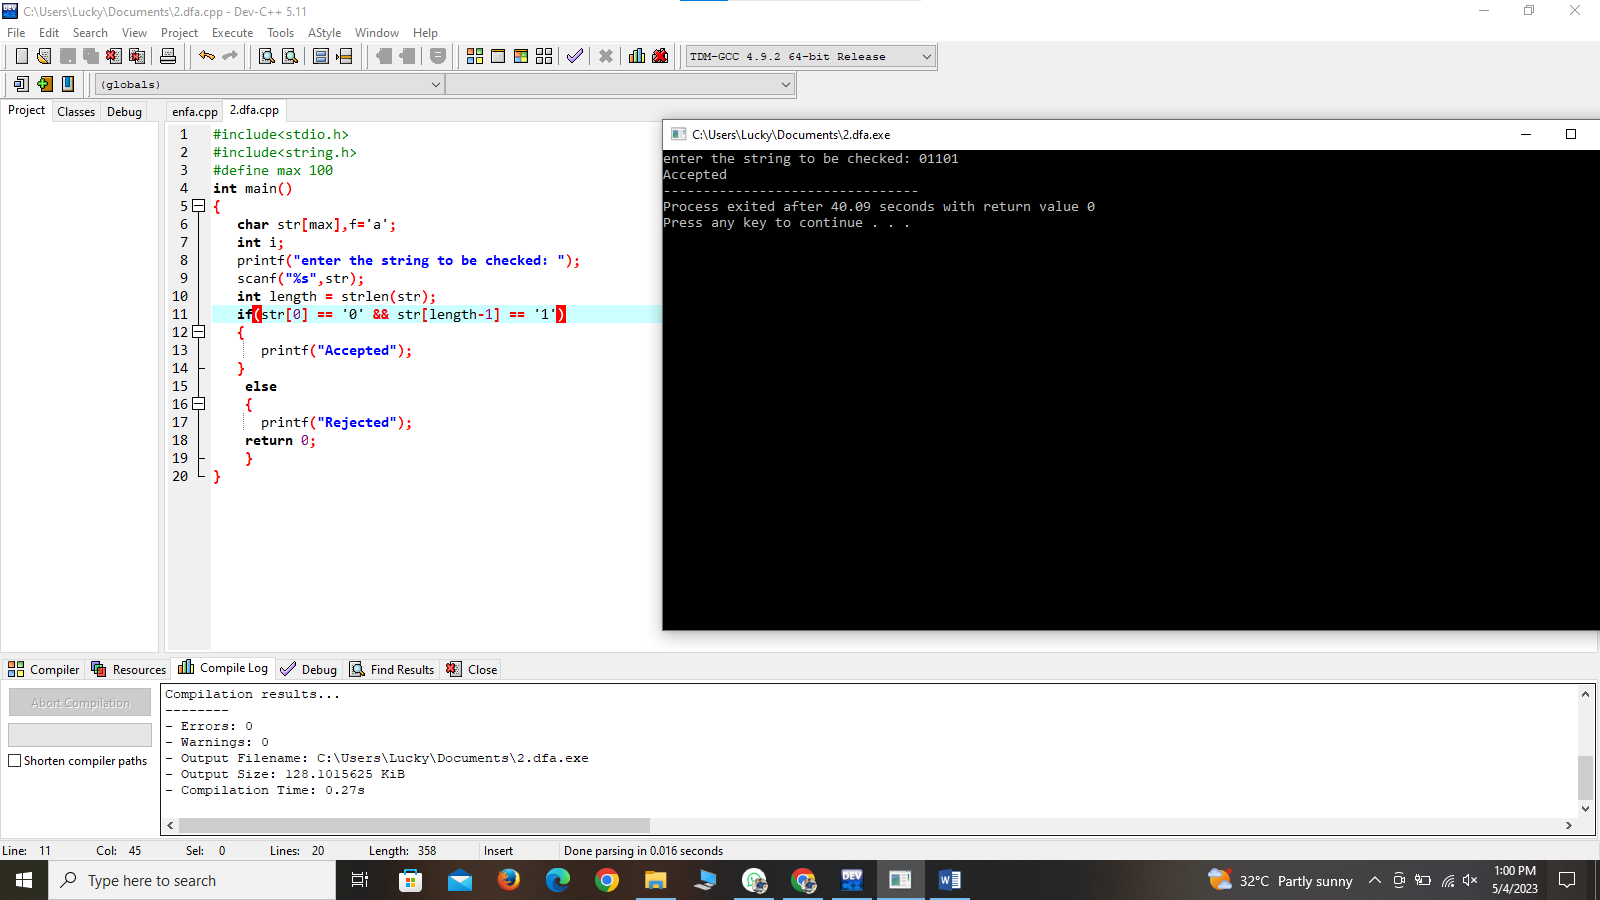 C:\Users\Lucky\Documents\2.dfa.cpp - Dev-C++ 5.11
File Edit Search View Project Execute Tools AStyle Window Help
TDM-GCC 4.9.2 64-bit Release
(globals)
Project Classes Debug enfa.cpp 2.dfa.cpp
1 #include<stdio.h>
2 #include<string.h>
3 #define max 100
4 int main()
5 {
6 char str[max],f='a';
7 int i;
8 printf("enter the string to be checked: ");
9 scanf("%s",str);
10 int length = strlen(str);
11 if(str[0] == '0' && str[length-1] == '1')
12 {
13 printf("Accepted");
14 }
15 else
16 {
17 printf("Rejected");
18 return 0;
19 }
20 }
C:\Users\Lucky\Documents\2.dfa.exe
enter the string to be checked: 01101
Accepted
--------------------------------
Process exited after 40.09 seconds with return value 0
Press any key to continue . . .
Compiler Resources Compile Log Debug Find Results Close
Abort Compilation
Shorten compiler paths
Compilation results...
--------
- Errors: 0
- Warnings: 0
- Output Filename: C:\Users\Lucky\Documents\2.dfa.exe
- Output Size: 128.1015625 KiB
- Compilation Time: 0.27s
Line: 11 Col: 45 Sel: 0 Lines: 20 Length: 358 Insert Done parsing in 0.016 seconds
Type here to search
32°C Partly sunny
1:00 PM
5/4/2023